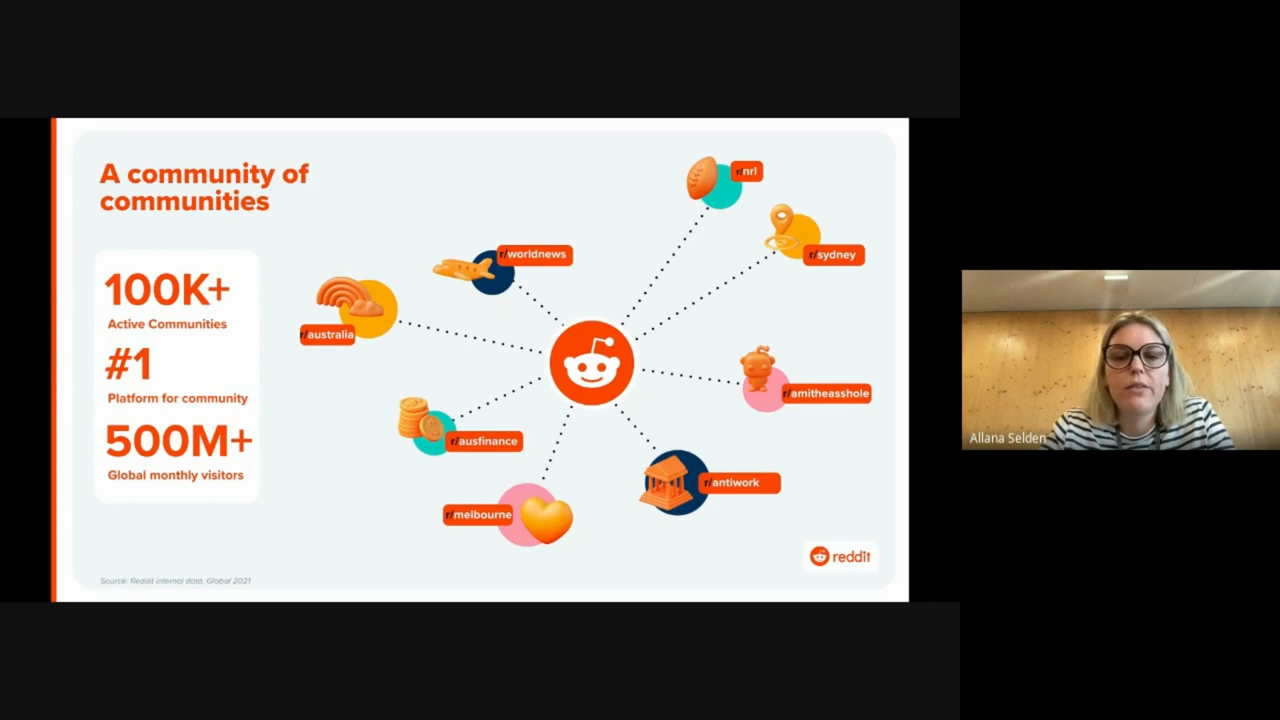 A community of
communities
100K+
Active Communities
#1
Platform for community
500M+
Global monthly visitors
r/nrl
r/sydney
r/worldnews
r/australia
r/amitheasshole
r/ausfinance
r/antiwork
r/melbourne
reddit
Source: Reddit internal data, Global 2021
Allana Selden